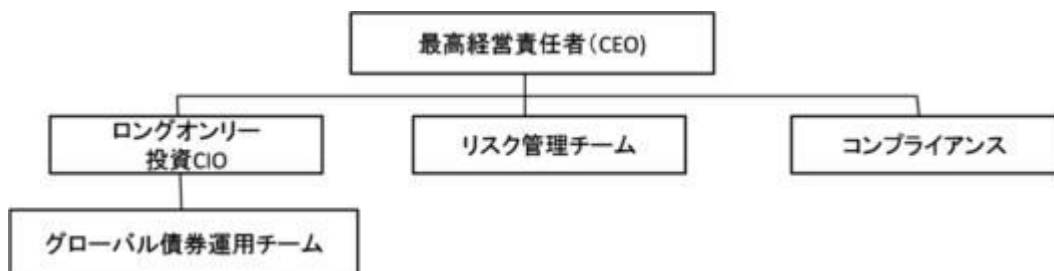 最高経営責任者(CEO)
ロングオンリー
投資CIO
リスク管理チーム
コンプライアンス
グローバル債券運用チーム